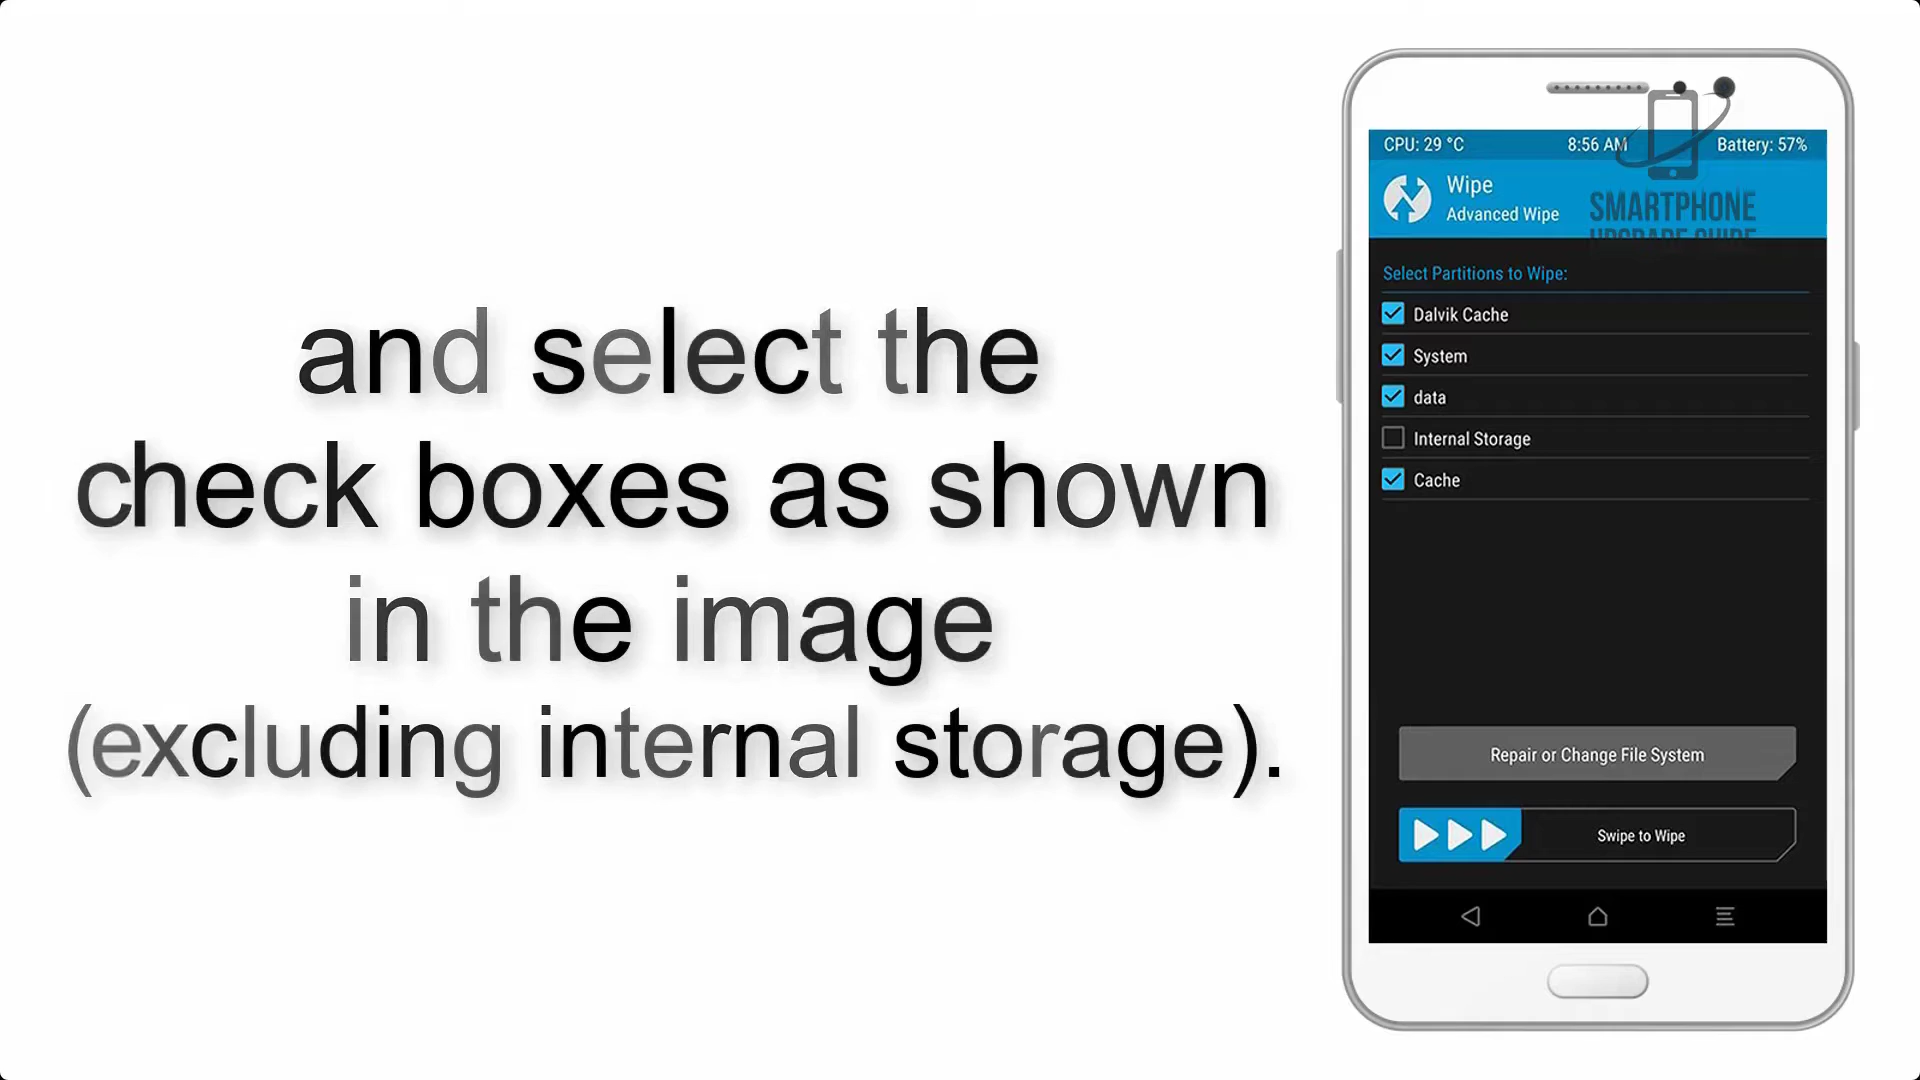 and select the
check boxes as shown
in the image
(excluding internal storage).
CPU: 29 °C 8:56 AM Battery: 57%
Wipe
Advanced Wipe
SMARTPHONE
UPGRADE GUIDE
Select Partitions to Wipe:
Dalvik Cache
System
data
Internal Storage
Cache
Repair or Change File System
Swipe to Wipe